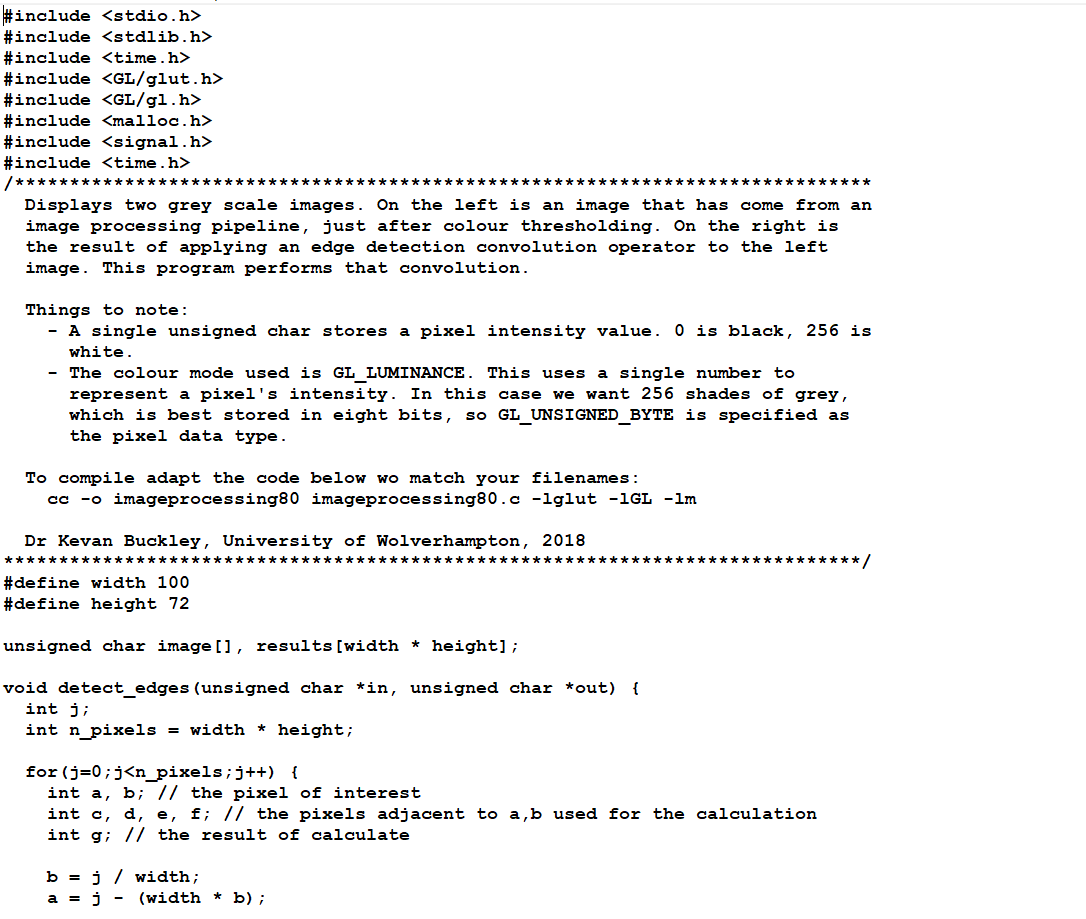 #include <stdio.h>
#include <stdlib.h>
#include <time.h>
#include <GL/glut.h>
#include <GL/gl.h>
#include <malloc.h>
#include <signal.h>
#include <time.h>
/******************************************************************************
  Displays two grey scale images. On the left is an image that has come from an
  image processing pipeline, just after colour thresholding. On the right is
  the result of applying an edge detection convolution operator to the left
  image. This program performs that convolution.

  Things to note:
    - A single unsigned char stores a pixel intensity value. 0 is black, 256 is
      white.
    - The colour mode used is GL_LUMINANCE. This uses a single number to
      represent a pixel's intensity. In this case we want 256 shades of grey,
      which is best stored in eight bits, so GL_UNSIGNED_BYTE is specified as
      the pixel data type.

  To compile adapt the code below wo match your filenames:
    cc -o imageprocessing80 imageprocessing80.c -lglut -lGL -lm

  Dr Kevan Buckley, University of Wolverhampton, 2018
******************************************************************************/
#define width 100
#define height 72

unsigned char image[], results[width * height];

void detect_edges(unsigned char *in, unsigned char *out) {
  int j;
  int n_pixels = width * height;

  for(j=0;j<n_pixels;j++) {
    int a, b; // the pixel of interest
    int c, d, e, f; // the pixels adjacent to a,b used for the calculation
    int g; // the result of calculate

    b = j / width;
    a = j - (width * b);